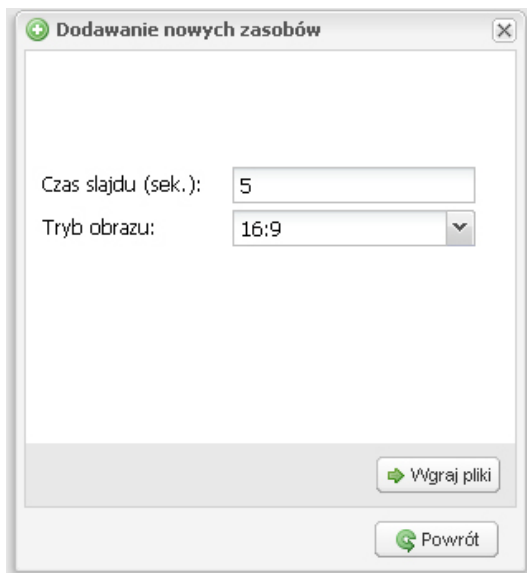 Dodawanie nowych zasobów
Czas slajdu (sek.): 5
Tryb obrazu: 16:9
Wgraj pliki
Powrót